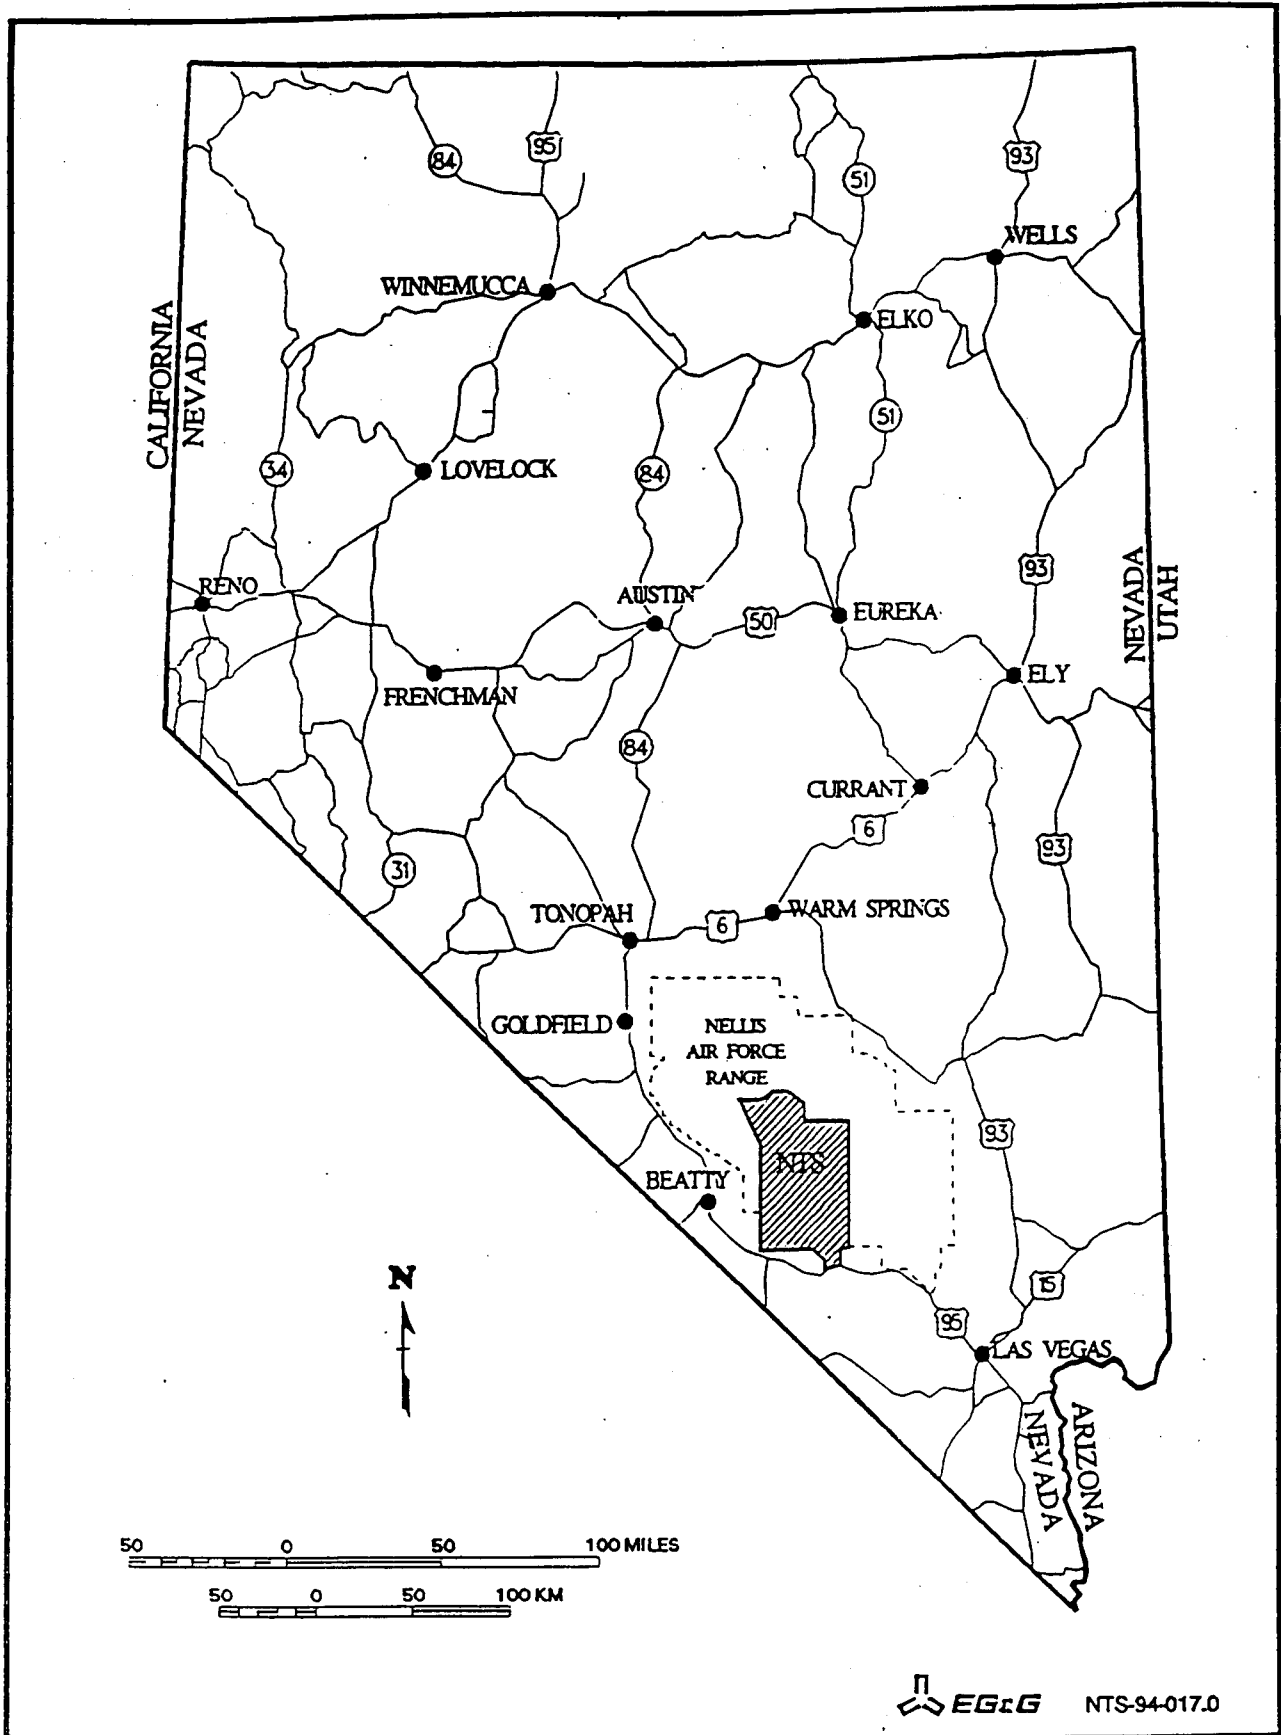 95
84
93
51
WELLS
WINNEMUCCA
ELKO
CALIFORNIA
NEVADA
51
34
LOVELOCK
84
93
NEVADA
UTAH
RENO
AUSTIN
50
EUREKA
ELY
FRENCHMAN
84
CURRANT
6
93
31
TONOPAH
6
WARM SPRINGS
GOLDFIELD
NELLIS
AIR FORCE
RANGE
93
NTS
BEATTY
N
15
95
LAS VEGAS
NEVADA
ARIZONA
50 0 50 100 MILES
50 0 50 100 KM
EG&G NTS-94-017.0